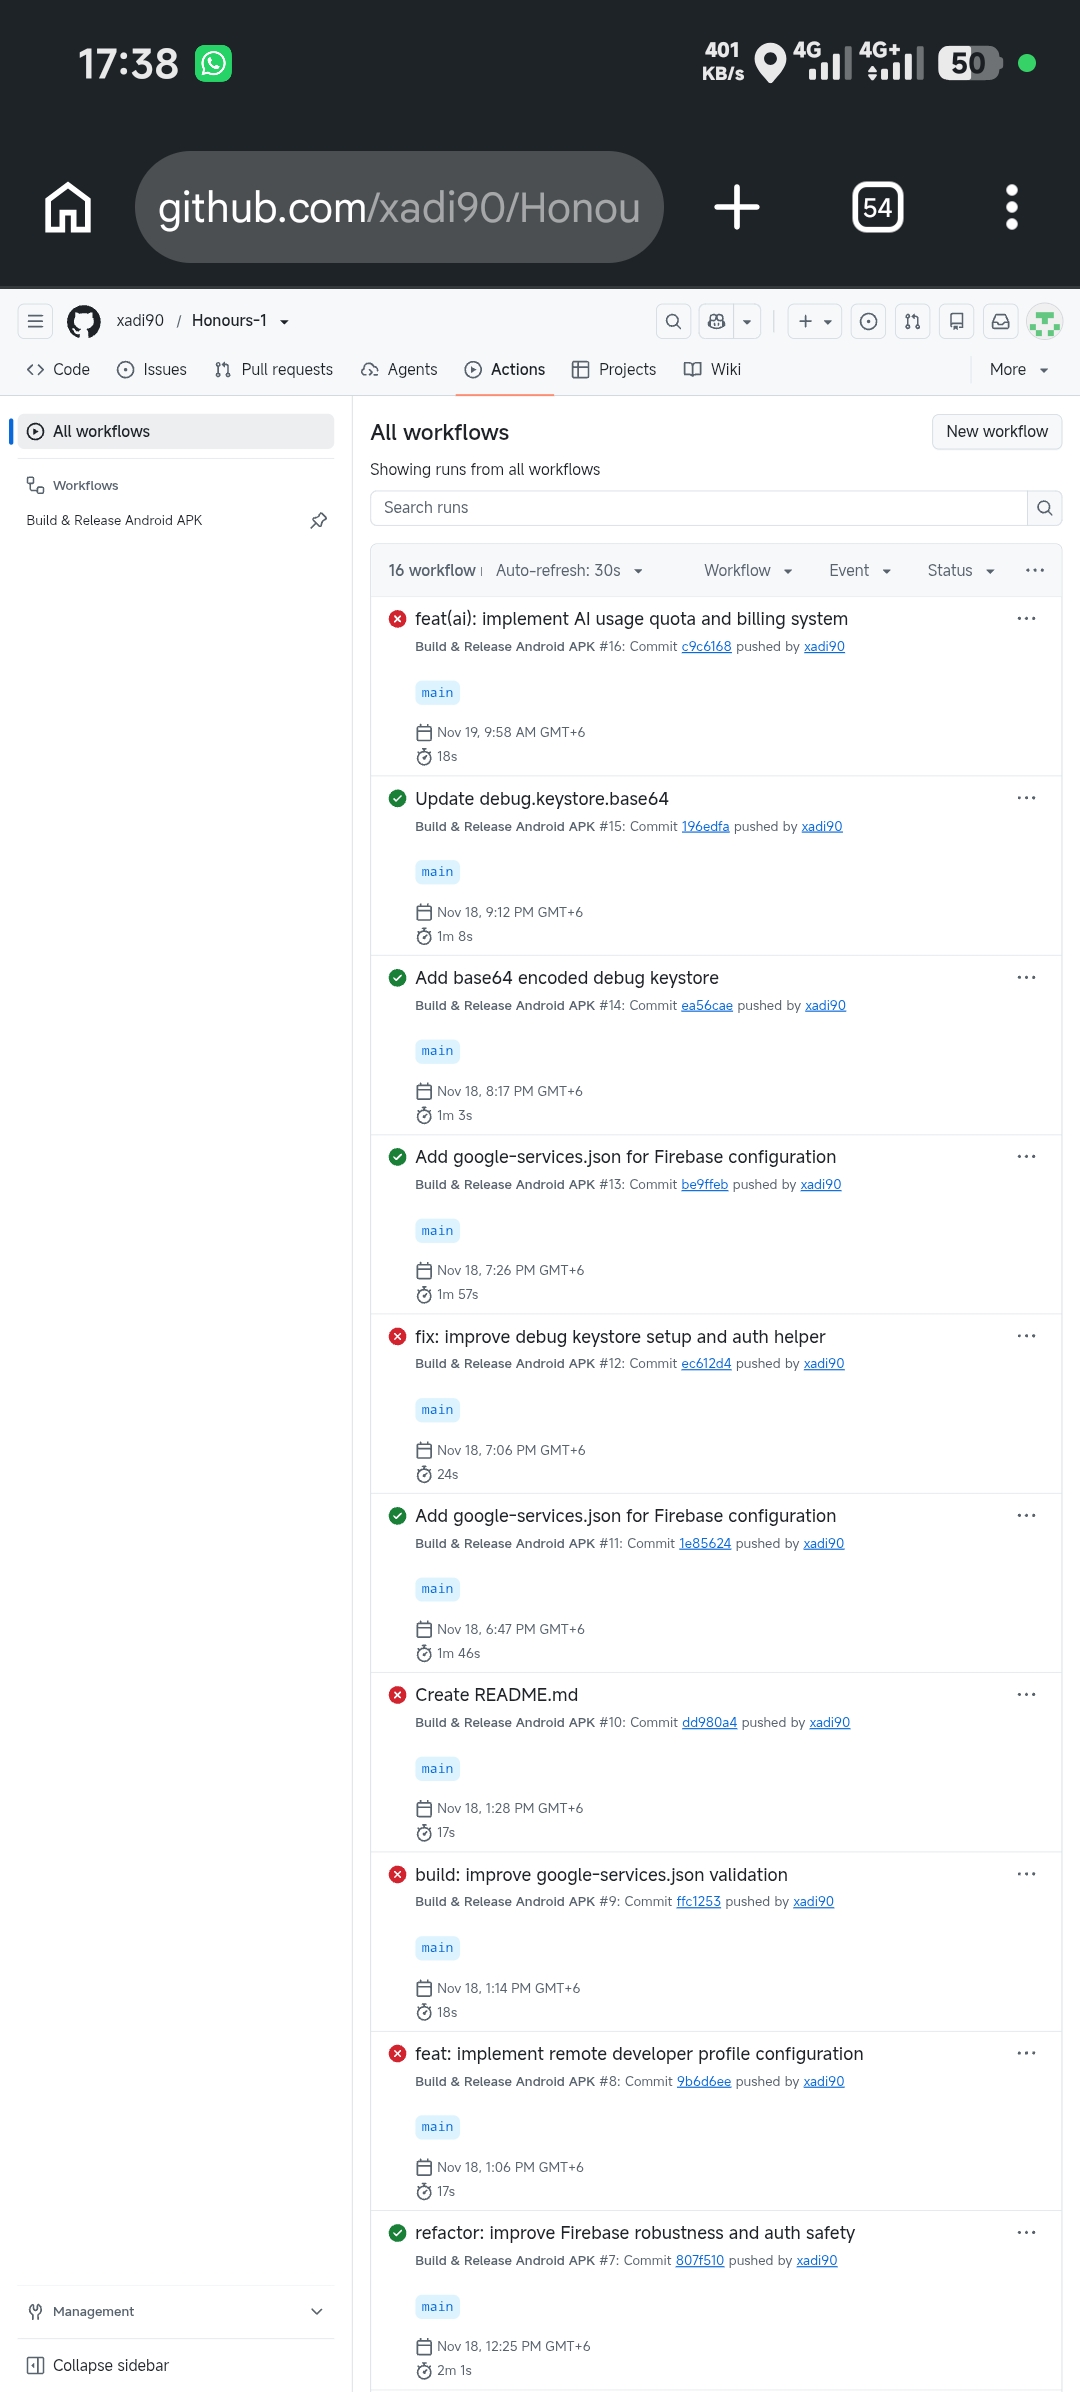 17:38
401
KB/s
4G
4G+
50
github.com/xadi90/Honou
54
xadi90 / Honours-1
Code
Issues
Pull requests
Agents
Actions
Projects
Wiki
More
All workflows
Workflows
Build & Release Android APK
All workflows
New workflow
Showing runs from all workflows
Search runs
16 workflow
Auto-refresh: 30s
Workflow
Event
Status
feat(ai): implement AI usage quota and billing system
Build & Release Android APK #16: Commit c9c6168 pushed by xadi90
main
Nov 19, 9:58 AM GMT+6
18s
Update debug.keystore.base64
Build & Release Android APK #15: Commit 196edfa pushed by xadi90
main
Nov 18, 9:12 PM GMT+6
1m 8s
Add base64 encoded debug keystore
Build & Release Android APK #14: Commit ea56cae pushed by xadi90
main
Nov 18, 8:17 PM GMT+6
1m 3s
Add google-services.json for Firebase configuration
Build & Release Android APK #13: Commit be9ffeb pushed by xadi90
main
Nov 18, 7:26 PM GMT+6
1m 57s
fix: improve debug keystore setup and auth helper
Build & Release Android APK #12: Commit ec612d4 pushed by xadi90
main
Nov 18, 7:06 PM GMT+6
24s
Add google-services.json for Firebase configuration
Build & Release Android APK #11: Commit 1e85624 pushed by xadi90
main
Nov 18, 6:47 PM GMT+6
1m 46s
Create README.md
Build & Release Android APK #10: Commit dd980a4 pushed by xadi90
main
Nov 18, 1:28 PM GMT+6
17s
build: improve google-services.json validation
Build & Release Android APK #9: Commit ffc1253 pushed by xadi90
main
Nov 18, 1:14 PM GMT+6
18s
feat: implement remote developer profile configuration
Build & Release Android APK #8: Commit 9b6d6ee pushed by xadi90
main
Nov 18, 1:06 PM GMT+6
17s
refactor: improve Firebase robustness and auth safety
Build & Release Android APK #7: Commit 807f510 pushed by xadi90
main
Nov 18, 12:25 PM GMT+6
2m 1s
Management
Collapse sidebar